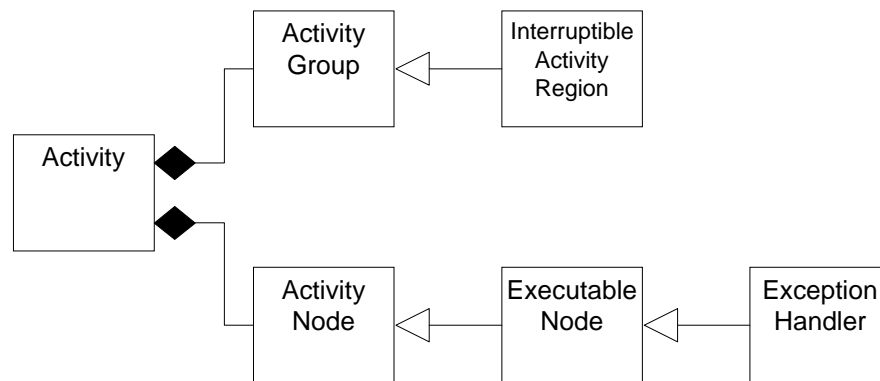 Activity
Group
Interruptible
Activity
Region
Activity
Activity
Node
Executable
Node
Exception
Handler